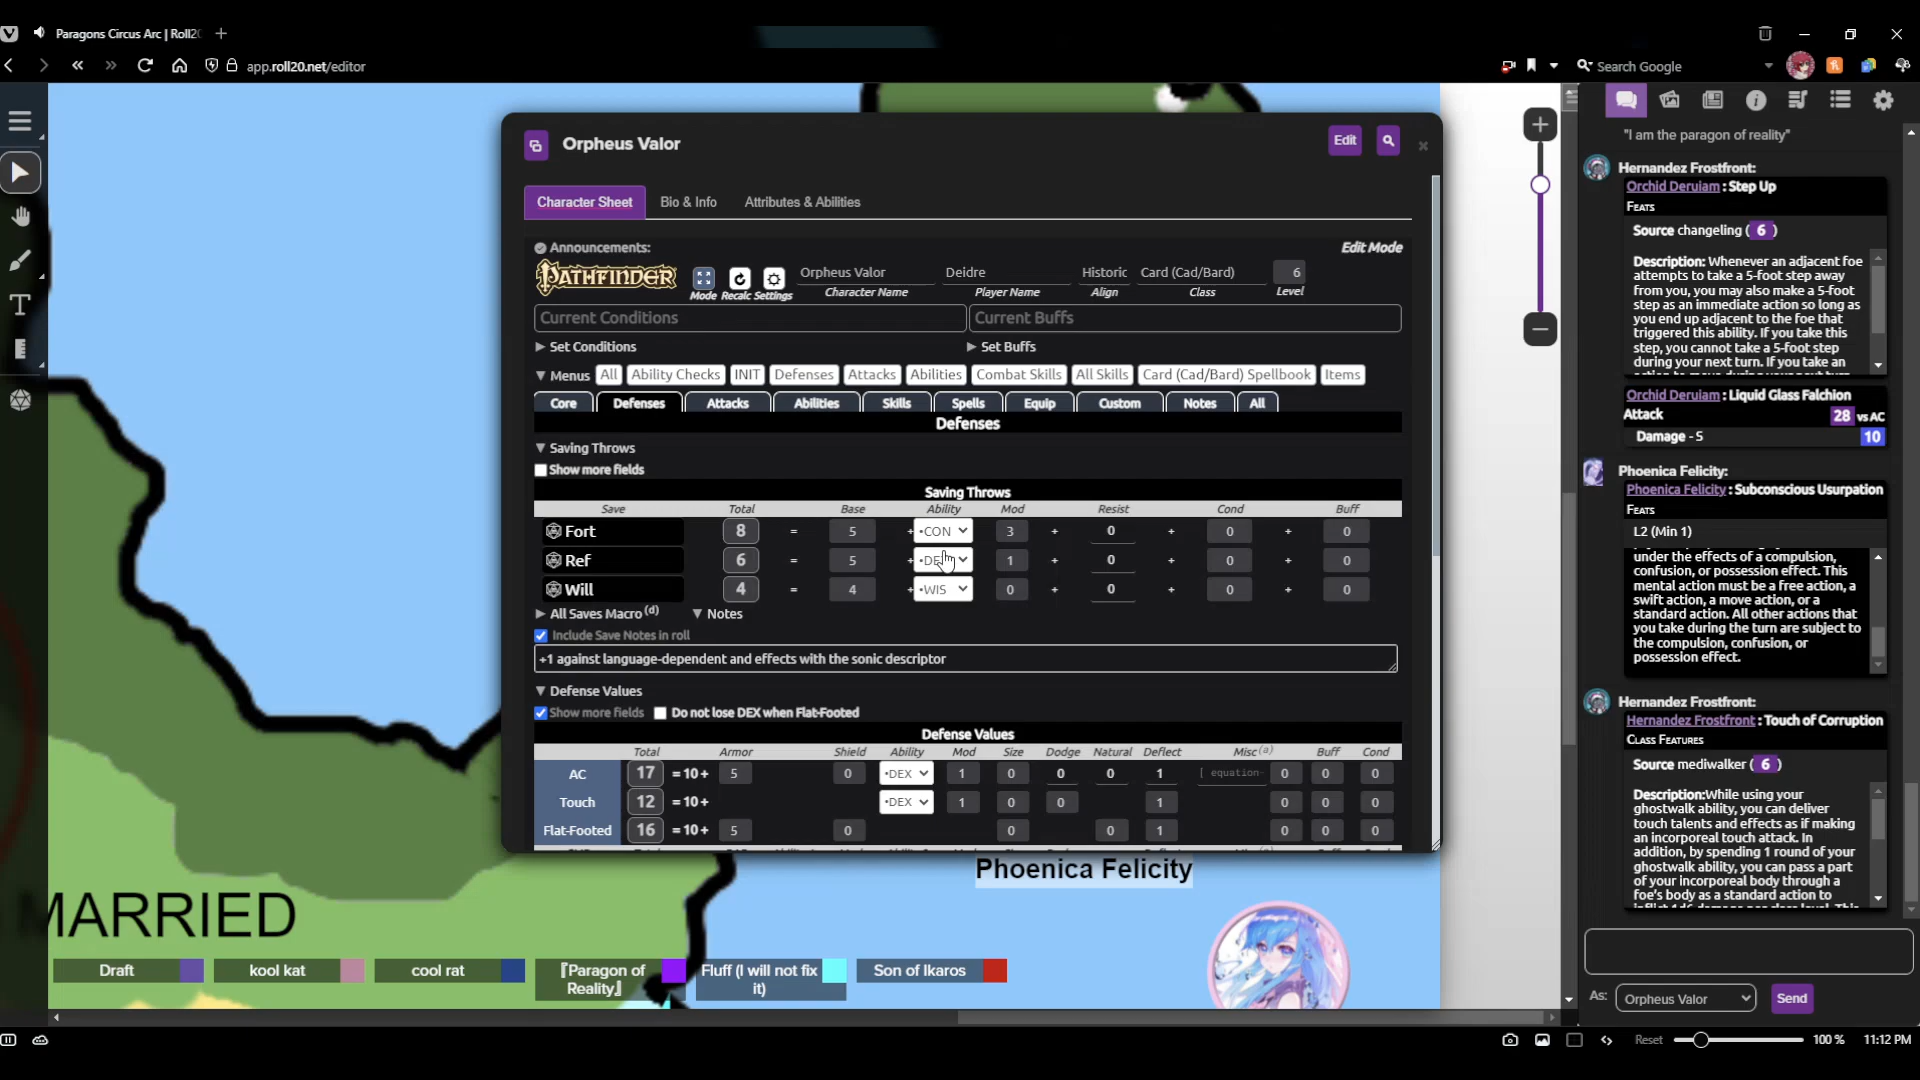 Paragons Circus Arc | Roll2
app.roll20.net/editor
Search Google
Orpheus Valor
Edit
Character Sheet
Bio & Info
Attributes & Abilities
Announcements:
Edit Mode
PATHFINDER
Mode Recalc Settings
Orpheus Valor
Character Name
Deidre
Player Name
Historic
Align
Card (Cad/Bard)
Class
6
Level
Current Conditions
Current Buffs
Set Conditions
Set Buffs
Menus All Ability Checks INIT Defenses Attacks Abilities Combat Skills All Skills Card (Cad/Bard) Spellbook Items
Core Defenses Attacks Abilities Skills Spells Equip Custom Notes All
Defenses
Saving Throws
Show more fields
Saving Throws
Save Total Base Ability Mod Resist Cond Buff
Fort 8 = 5 + •CON 3 + 0 + 0 + 0
Ref 6 = 5 + 1 + 0 + 0 + 0
Will 4 = 4 + •WIS 0 + 0 + 0 + 0
All Saves Macro (d) Notes
Include Save Notes in roll
+1 against language-dependent and effects with the sonic descriptor
Defense Values
Show more fields Do not lose DEX when Flat-Footed
Defense Values
Total Armor Shield Ability Mod Size Dodge Natural Deflect Misc(a) Buff Cond
AC 17 =10+ 5 0 •DEX 1 0 0 0 1 [ equation 0 0 0
Touch 12 =10+ •DEX 1 0 0 1 0 0 0
Flat-Footed 16 =10+ 5 0 0 0 1 0 0 0
Phoenica Felicity
MARRIED
Draft
kool kat
cool rat
『Paragon of
Reality』
Fluff (I will not fix
it)
Son of Ikaros
"I am the paragon of reality"
Hernandez Frostfront:
Orchid Deruiam : Step Up
FEATS
Source changeling ( 6 )
Description: Whenever an adjacent foe
attempts to take a 5-foot step away
from you, you may also make a 5-foot
step as an immediate action so long as
you end up adjacent to the foe that
triggered this ability. If you take this
step, you cannot take a 5-foot step
during your next turn. If you take an
Orchid Deruiam : Liquid Glass Falchion
Attack 28 vs AC
Damage - 5 10
Phoenica Felicity:
Phoenica Felicity : Subconscious Usurpation
FEATS
L2 (Min 1)
under the effects of a compulsion,
confusion, or possession effect. This
mental action must be a free action, a
swift action, a move action, or a
standard action. All other actions that
you take during the turn are subject to
the compulsion, confusion, or
possession effect.
Hernandez Frostfront:
Hernandez Frostfront : Touch of Corruption
CLASS FEATURES
Source mediwalker ( 6 )
Description:While using your
ghostwalk ability, you can deliver
touch talents and effects as if making
an incorporeal touch attack. In
addition, by spending 1 round of your
ghostwalk ability, you can pass a part
of your incorporeal body through a
foe's body as a standard action to
As: Orpheus Valor Send
Reset 100 % 11:12 PM